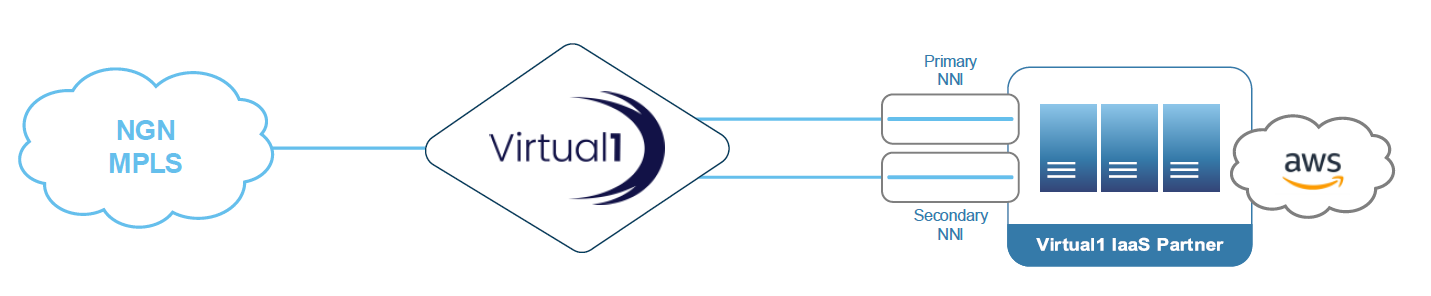 NGN
MPLS
Virtual1
Primary
NNI
Secondary
NNI
Virtual1 IaaS Partner
aws